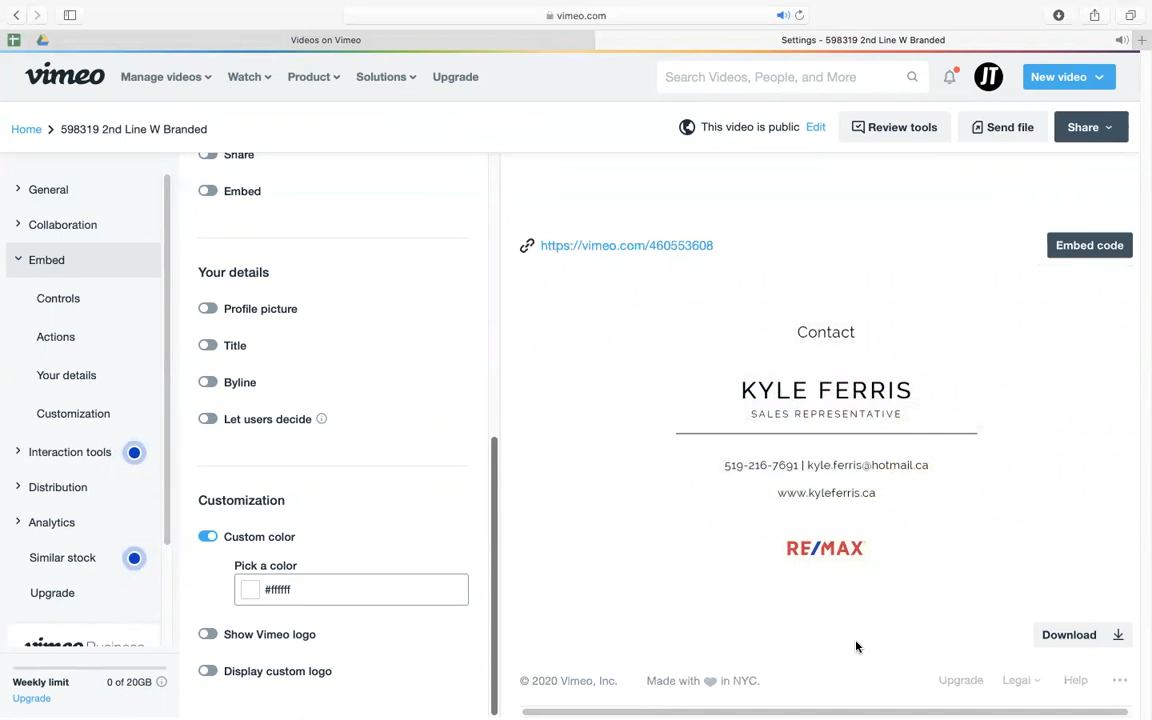 vimeo.com
Videos on Vimeo
Settings - 598319 2nd Line W Branded
vimeo
Manage videos
Watch
Product
Solutions
Upgrade
Search Videos, People, and More
JT
New video
Home > 598319 2nd Line W Branded
This video is public Edit
Review tools
Send file
Share
General
Collaboration
Embed
Controls
Actions
Your details
Customization
Interaction tools
Distribution
Analytics
Similar stock
Upgrade
vimeo Business
Weekly limit 0 of 20GB
Upgrade
Share
Embed
Your details
Profile picture
Title
Byline
Let users decide
Customization
Custom color
Pick a color
#ffffff
Show Vimeo logo
Display custom logo
https://vimeo.com/460553608
Embed code
Contact
KYLE FERRIS
SALES REPRESENTATIVE
519-216-7691 | kyle.ferris@hotmail.ca
www.kyleferris.ca
RE/MAX
Download
© 2020 Vimeo, Inc. Made with in NYC.
Upgrade Legal Help